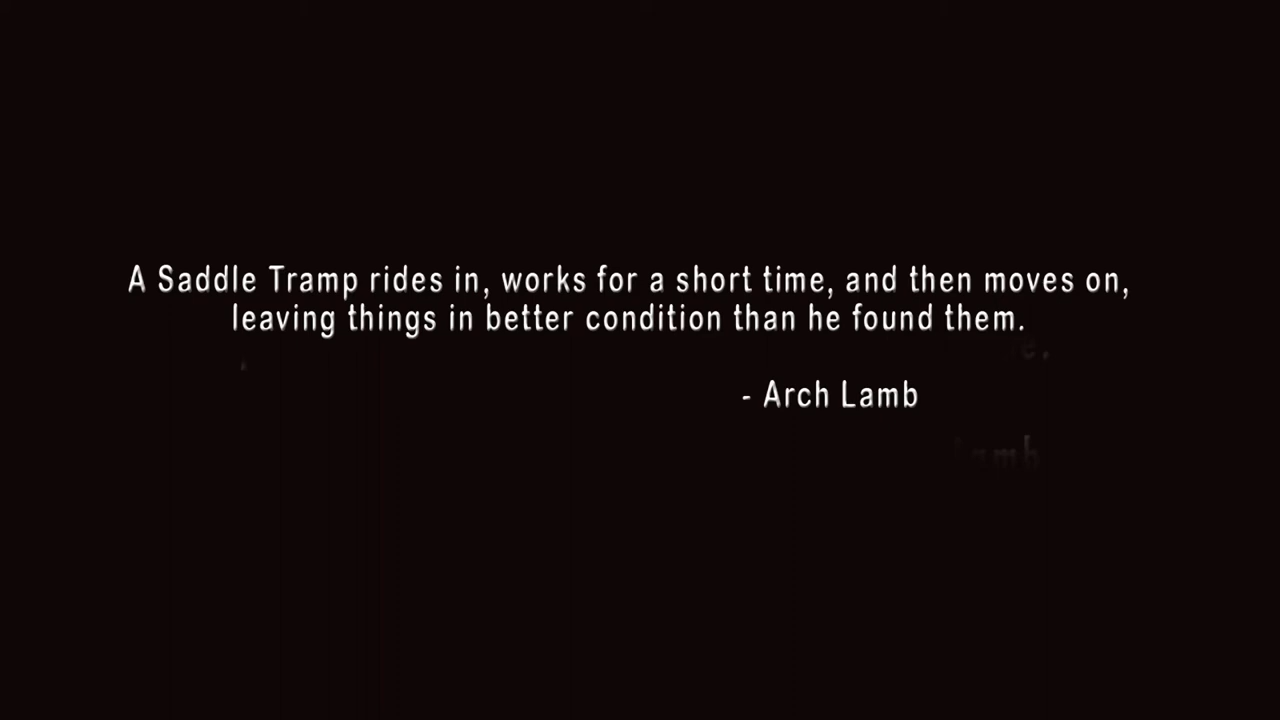 A Saddle Tramp rides in, works for a short time, and then moves on,
leaving things in better condition than he found them.
- Arch Lamb